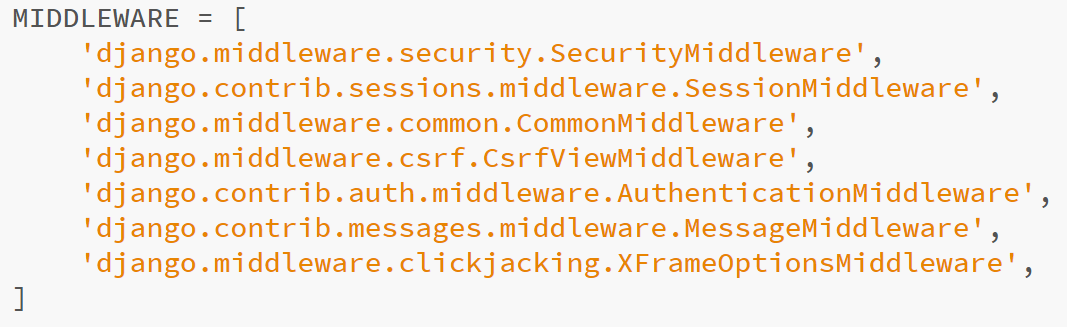 MIDDLEWARE = [
    'django.middleware.security.SecurityMiddleware',
    'django.contrib.sessions.middleware.SessionMiddleware',
    'django.middleware.common.CommonMiddleware',
    'django.middleware.csrf.CsrfViewMiddleware',
    'django.contrib.auth.middleware.AuthenticationMiddleware',
    'django.contrib.messages.middleware.MessageMiddleware',
    'django.middleware.clickjacking.XFrameOptionsMiddleware',
]